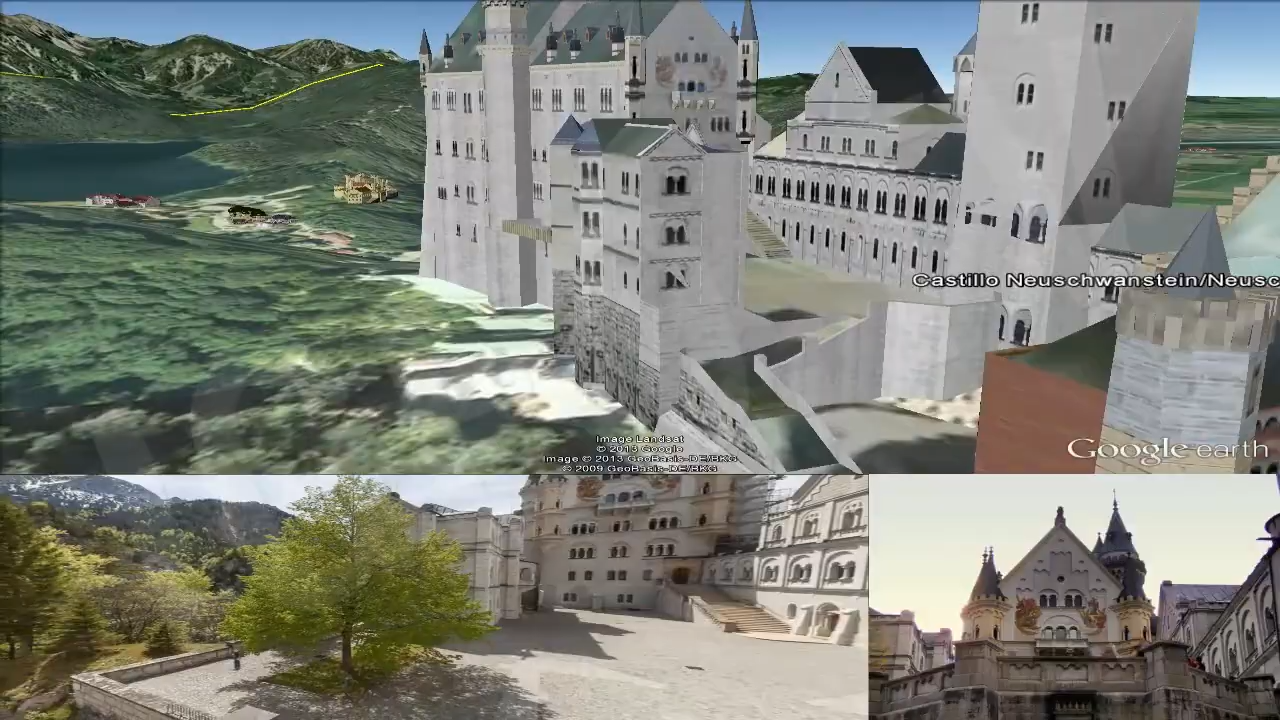 Castillo Neuschwanstein/Neusc
Image Landsat
© 2013 Google
Image © 2013 GeoBasis-DE/BKG
© 2009 GeoBasis-DE/BKG
Google earth